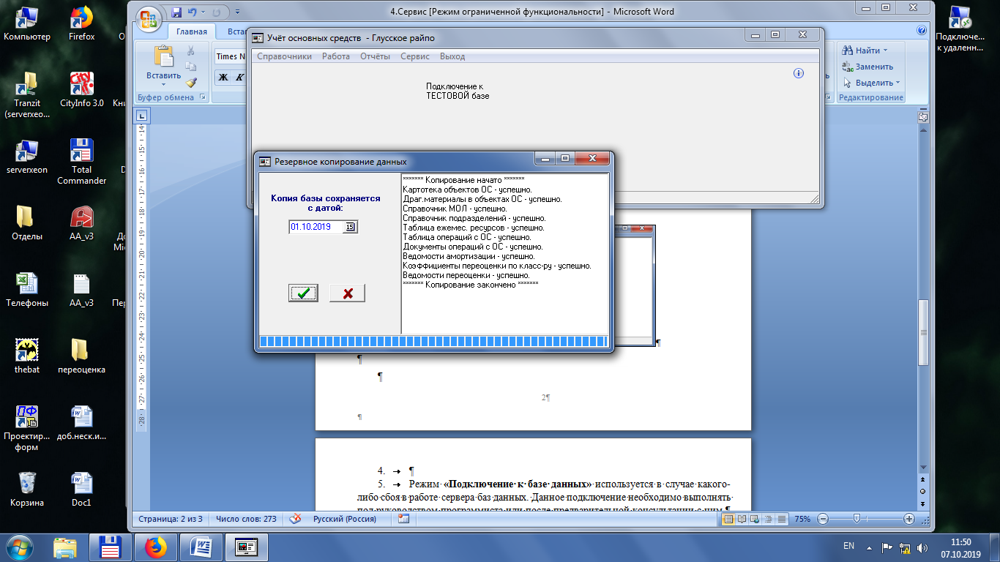 Компьютер
Firefox
Tranzit
(serverxeo...
CityInfo 3.0
serverxeon
Total
Commander
Отделы
AA_v3
Телефоны
AA_v3
thebat
переоценка
Проектир...
форм
доб.неск.и...
Корзина
Doc1
Подключе...
к удаленн...
4.Сервис [Режим ограниченной функциональности] - Microsoft Word
Главная
Вста
Вставить
Буфер обмена
Times N
Ж К
Найти
Заменить
Выделить
Редактирование
Учёт основных средств - Глусское райпо
Справочники Работа Отчёты Сервис Выход
Подключение к
ТЕСТОВОЙ базе
Резервное копирование данных
Копия базы сохраняется
с датой:
01.10.2019
15
******* Копирование начато *******
Картотека объектов ОС - успешно.
Драг.материалы в объектах ОС - успешно.
Справочник МОЛ - успешно.
Справочник подразделений - успешно.
Таблица ежемес. ресурсов - успешно.
Таблица операций с ОС - успешно.
Документы операций с ОС - успешно.
Ведомости амортизации - успешно.
Коэффициенты переоценки по класс-ру - успешно.
Ведомости переоценки - успешно.
******* Копирование закончено *******
2¶
4. → ¶
5. → Режим «Подключение к базе данных» используется в случае какого-
либо сбоя в работе сервера баз данных. Данное подключение необходимо выполнять
под руководством программиста или после предварительной консультации с ним.¶
Страница: 2 из 3 Число слов: 273 Русский (Россия) 75%
EN
11:50
07.10.2019